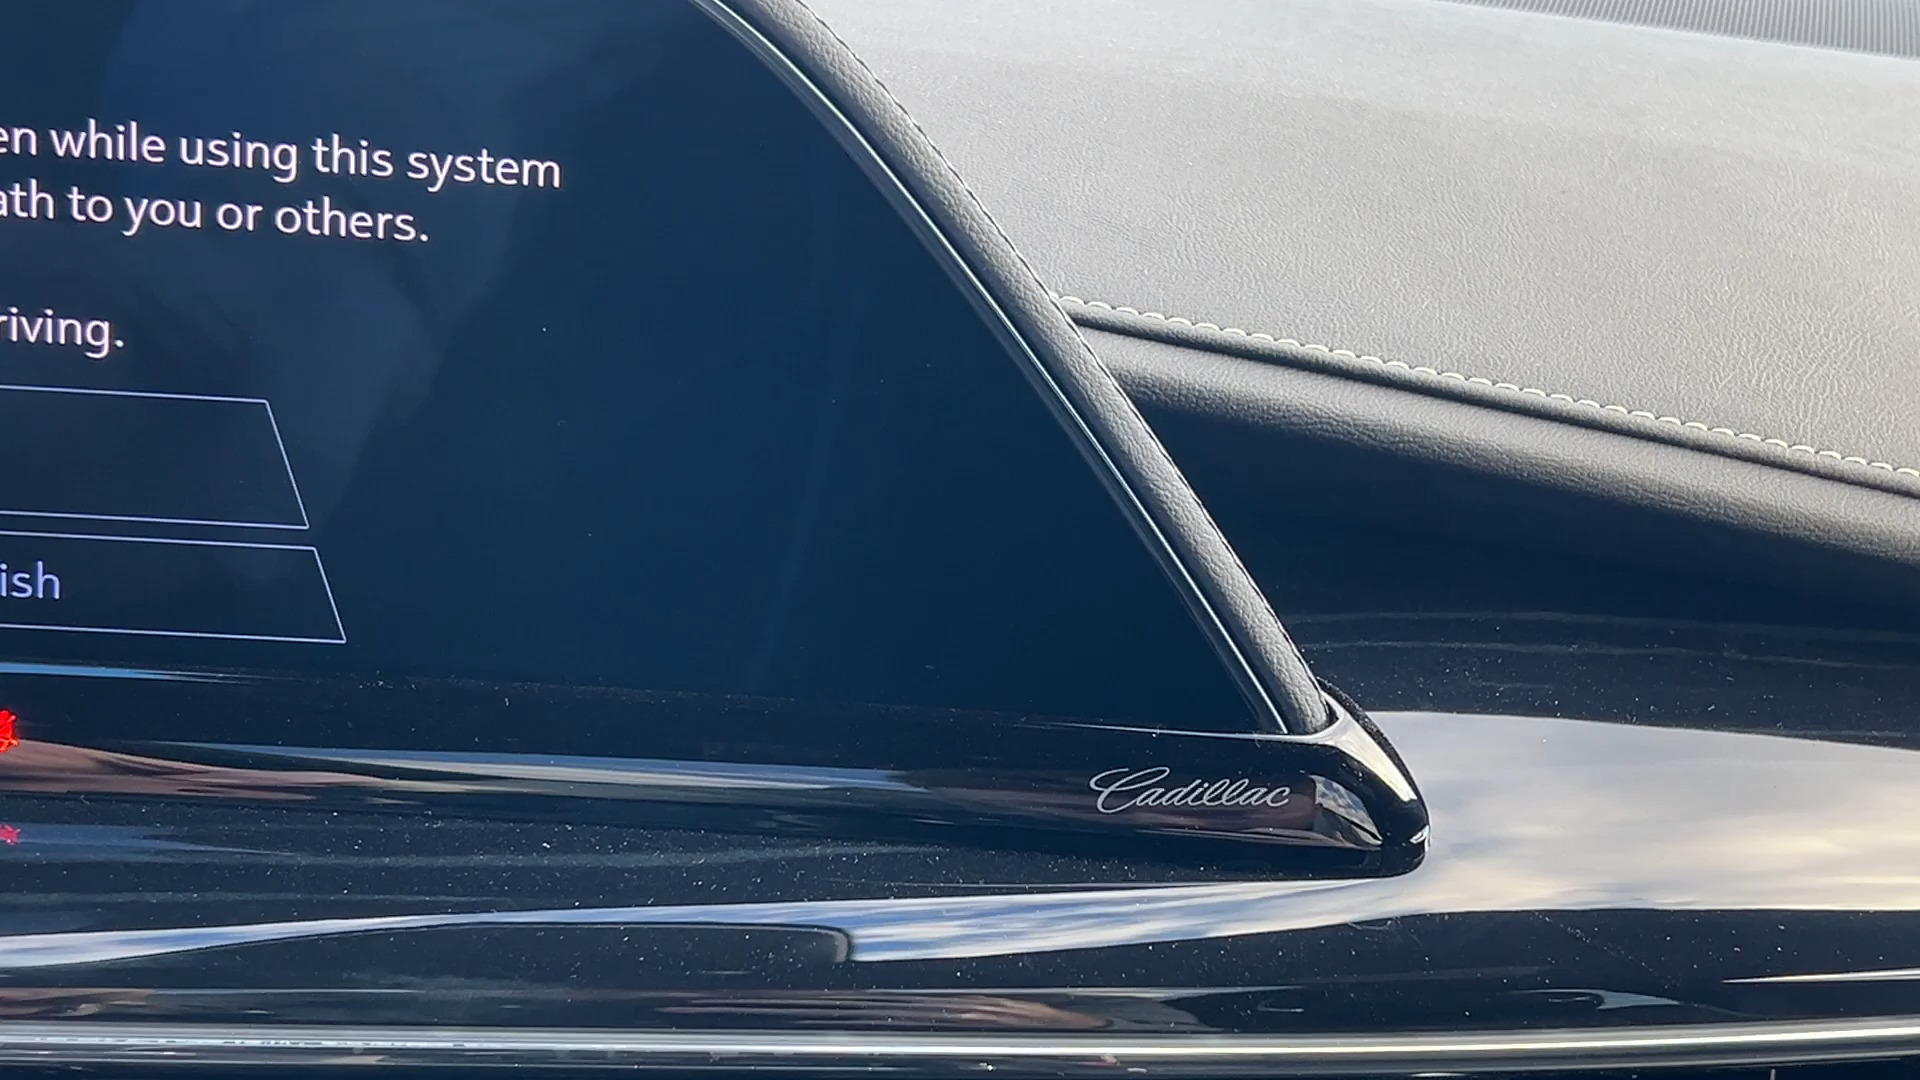 en while using this system
ath to you or others.
riving.
ish
Cadillac